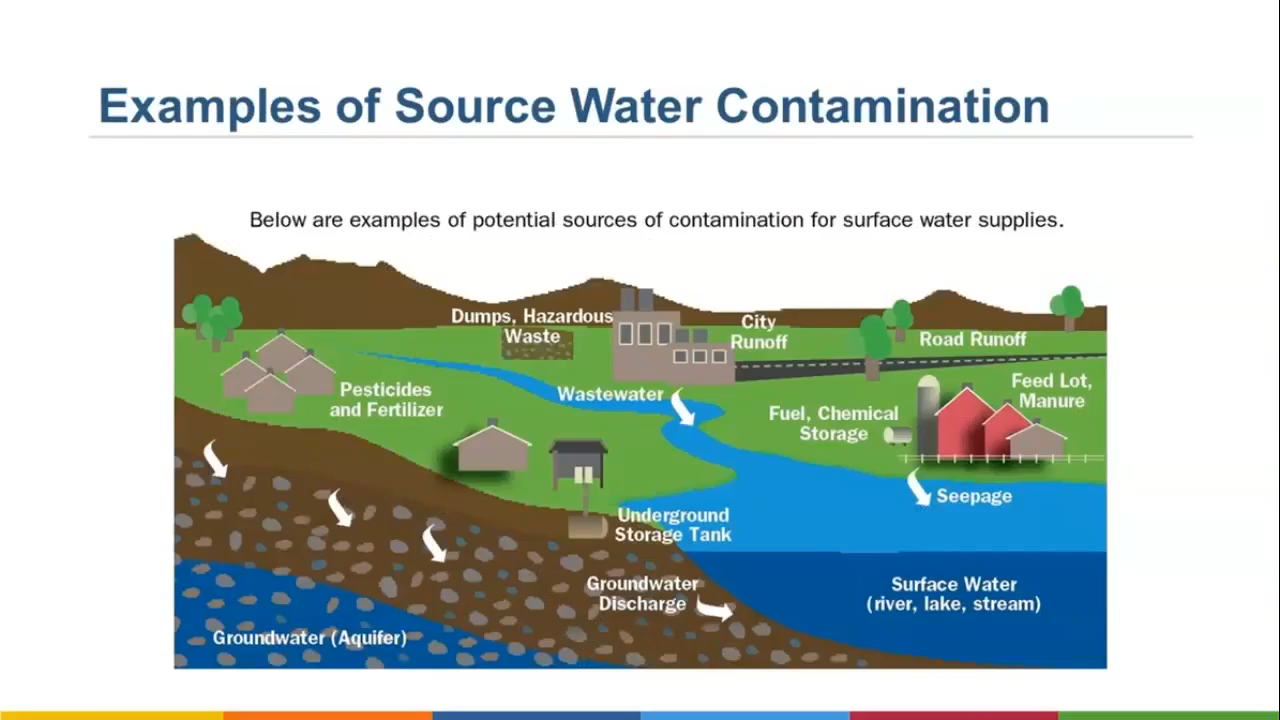 Examples of Source Water Contamination
Below are examples of potential sources of contamination for surface water supplies.
Dumps, Hazardous
Waste
City
Runoff
Road Runoff
Pesticides
and Fertilizer
Wastewater
Feed Lot,
Manure
Fuel, Chemical
Storage
Seepage
Underground
Storage Tank
Groundwater
Discharge
Surface Water
(river, lake, stream)
Groundwater (Aquifer)